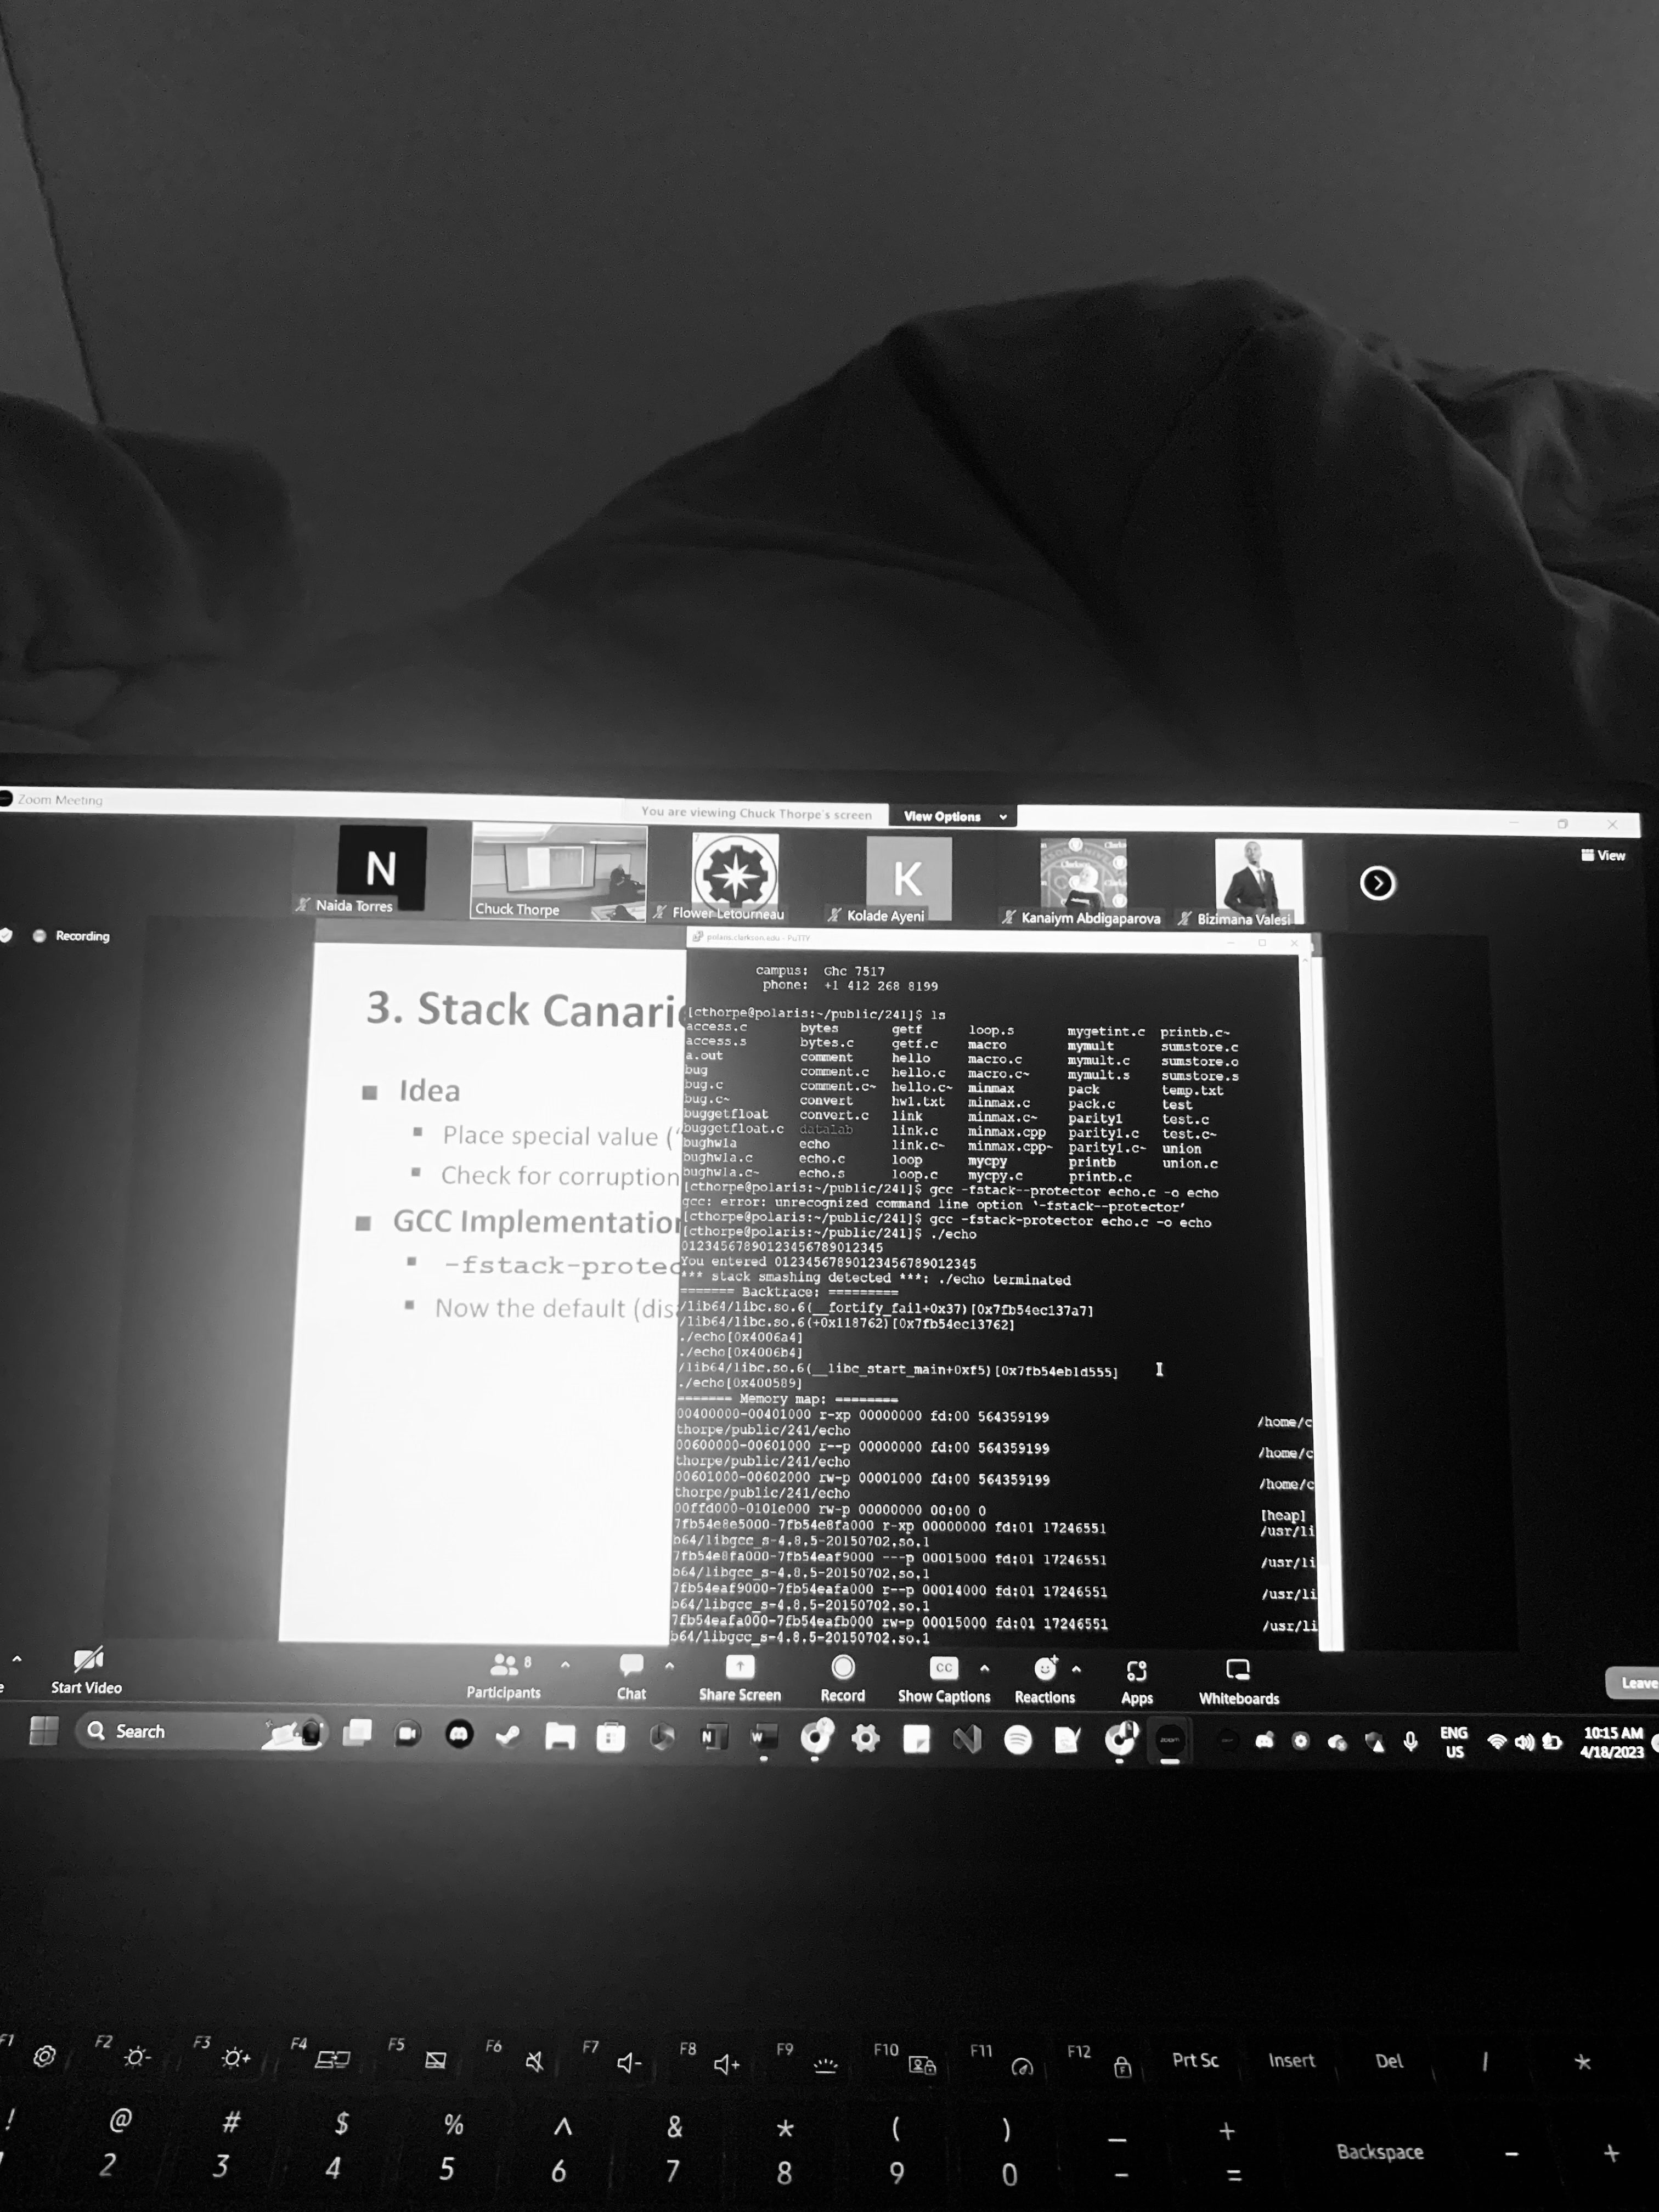 Zoom Meeting
You are viewing Chuck Thorpe's screen
View Options
View
N
Naida Torres
Chuck Thorpe
Flower Letourneau
K
Kolade Ayeni
Kanaiym Abdigaparova
Bizimana Valesi
Recording
3. Stack Canarie
Idea
Place special value ("
Check for corruption
GCC Implementation
-fstack-protec
Now the default (dis
polaris.clarkson.edu - PuTTY
campus: Ghc 7517
phone: +1 412 268 8199
[cthorpe@polaris:~/public/241]$ ls
access.c bytes getf loop.s mygetint.c printb.c~
access.s bytes.c getf.c macro mymult sumstore.c
a.out comment hello macro.c mymult.c sumstore.o
bug comment.c hello.c macro.c~ mymult.s sumstore.s
bug.c comment.c~ hello.c~ minmax pack temp.txt
bug.c~ convert hw1.txt minmax.c pack.c test
buggetfloat convert.c link minmax.c~ parity1 test.c
buggetfloat.c datalab link.c minmax.cpp parity1.c test.c~
bughw1a echo link.c~ minmax.cpp~ parity1.c~ union
bughw1a.c echo.c loop mycpy printb union.c
bughw1a.c~ echo.s loop.c mycpy.c printb.c
[cthorpe@polaris:~/public/241]$ gcc -fstack--protector echo.c -o echo
gcc: error: unrecognized command line option '-fstack--protector'
[cthorpe@polaris:~/public/241]$ gcc -fstack-protector echo.c -o echo
[cthorpe@polaris:~/public/241]$ ./echo
01234567890123456789012345
You entered 01234567890123456789012345
*** stack smashing detected ***: ./echo terminated
======= Backtrace: =========
/lib64/libc.so.6(__fortify_fail+0x37)[0x7fb54ec137a7]
/lib64/libc.so.6(+0x118762)[0x7fb54ec13762]
./echo[0x4006a4]
./echo[0x4006b4]
/lib64/libc.so.6(__libc_start_main+0xf5)[0x7fb54eb1d555]
./echo[0x400589]
======= Memory map: ========
00400000-00401000 r-xp 00000000 fd:00 564359199 /home/c
thorpe/public/241/echo
00600000-00601000 r--p 00000000 fd:00 564359199 /home/c
thorpe/public/241/echo
00601000-00602000 rw-p 00001000 fd:00 564359199 /home/c
thorpe/public/241/echo
00ffd000-0101e000 rw-p 00000000 00:00 0 [heap]
7fb54e8e5000-7fb54e8fa000 r-xp 00000000 fd:01 17246551 /usr/li
b64/libgcc_s-4.8.5-20150702.so.1
7fb54e8fa000-7fb54eaf9000 ---p 00015000 fd:01 17246551 /usr/li
b64/libgcc_s-4.8.5-20150702.so.1
7fb54eaf9000-7fb54eafa000 r--p 00014000 fd:01 17246551 /usr/li
b64/libgcc_s-4.8.5-20150702.so.1
7fb54eafa000-7fb54eafb000 rw-p 00015000 fd:01 17246551 /usr/li
b64/libgcc_s-4.8.5-20150702.so.1
Start Video
8
Participants
Chat
Share Screen
Record
CC
Show Captions
Reactions
Apps
Whiteboards
Leave
Search
N
W
zoom
ENG
US
10:15 AM
4/18/2023
F1 F2 F3 F4 F5 F6 F7 F8 F9 F10 F11 F12 Prt Sc Insert Del / *
! @ # $ % ^ & * ( ) _ +
2 3 4 5 6 7 8 9 0 - = Backspace - +